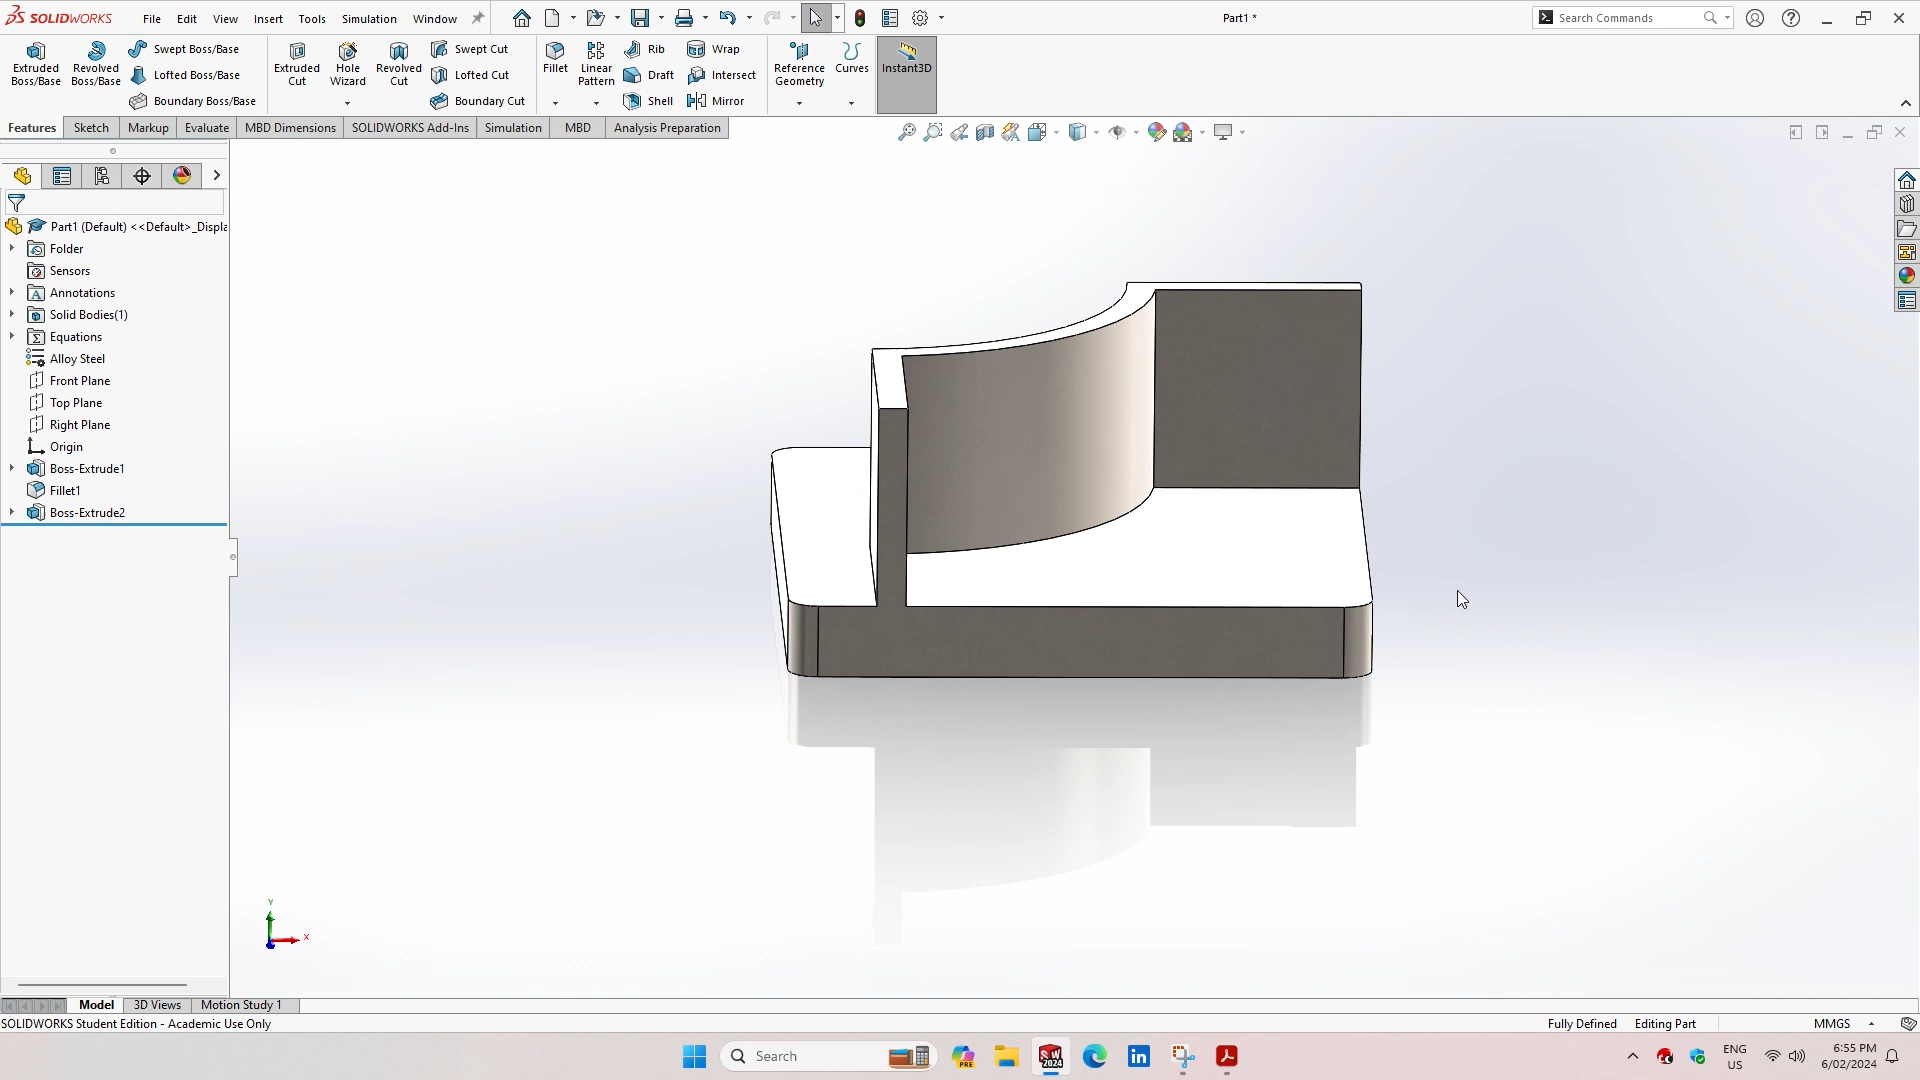 SOLIDWORKS File Edit View Insert Tools Simulation Window Part1 * Search Commands
Extruded Boss/Base
Revolved Boss/Base
Swept Boss/Base
Lofted Boss/Base
Boundary Boss/Base
Extruded Cut
Hole Wizard
Revolved Cut
Swept Cut
Lofted Cut
Boundary Cut
Fillet
Linear Pattern
Rib
Draft
Shell
Wrap
Intersect
Mirror
Reference Geometry
Curves
Instant3D
Features Sketch Markup Evaluate MBD Dimensions SOLIDWORKS Add-Ins Simulation MBD Analysis Preparation
Part1 (Default) <<Default>_Displa
Folder
Sensors
Annotations
Solid Bodies(1)
Equations
Alloy Steel
Front Plane
Top Plane
Right Plane
Origin
Boss-Extrude1
Fillet1
Boss-Extrude2
Y
X
Model 3D Views Motion Study 1
SOLIDWORKS Student Edition - Academic Use Only Fully Defined Editing Part MMGS
Search
PRE
SW
2024
in
ENG
US
6:55 PM
6/02/2024